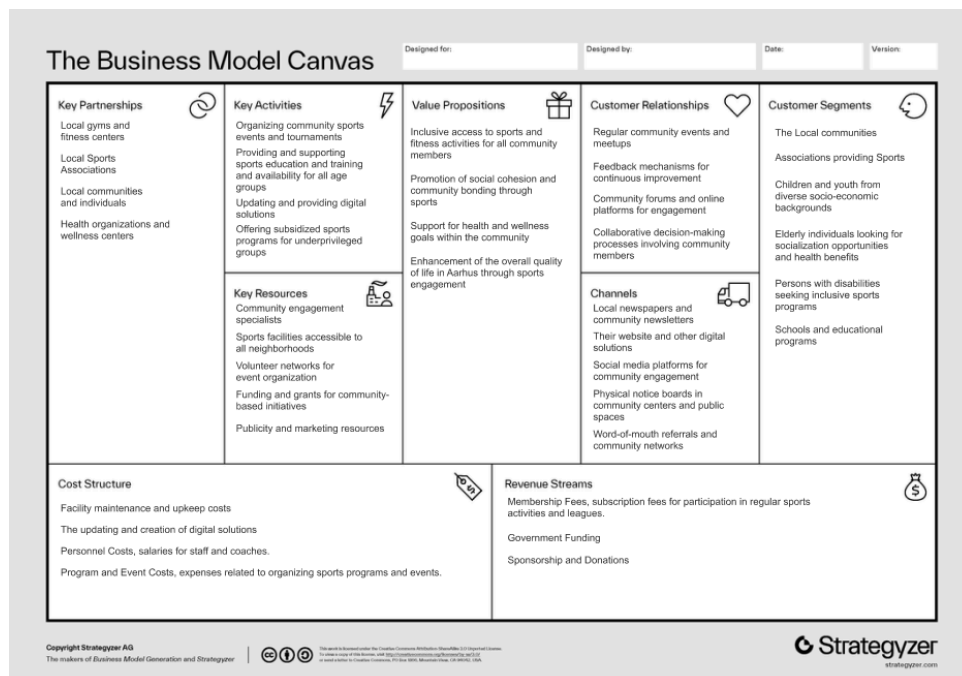 The Business Model Canvas
Designed for:
Designed by:
Date:
Version:
Key Partnerships
Local gyms and
fitness centers
Local Sports
Associations
Local communities
and individuals
Health organizations and
wellness centers
Key Activities
Organizing community sports
events and tournaments
Providing and supporting
sports education and training
and availability for all age
groups
Updating and providing digital
solutions
Offering subsidized sports
programs for underprivileged
groups
Key Resources
Community engagement
specialists
Sports facilities accessible to
all neighborhoods
Volunteer networks for
event organization
Funding and grants for community-
based initiatives
Publicity and marketing resources
Value Propositions
Inclusive access to sports and
fitness activities for all community
members
Promotion of social cohesion and
community bonding through
sports
Support for health and wellness
goals within the community
Enhancement of the overall quality
of life in Aarhus through sports
engagement
Customer Relationships
Regular community events and
meetups
Feedback mechanisms for
continuous improvement
Community forums and online
platforms for engagement
Collaborative decision-making
processes involving community
members
Channels
Local newspapers and
community newsletters
Their website and other digital
solutions
Social media platforms for
community engagement
Physical notice boards in
community centers and public
spaces
Word-of-mouth referrals and
community networks
Customer Segments
The Local communities
Associations providing Sports
Children and youth from
diverse socio-economic
backgrounds
Elderly individuals looking for
socialization opportunities
and health benefits
Persons with disabilities
seeking inclusive sports
programs
Schools and educational
programs
Cost Structure
Facility maintenance and upkeep costs
The updating and creation of digital solutions
Personnel Costs, salaries for staff and coaches.
Program and Event Costs, expenses related to organizing sports programs and events.
Revenue Streams
Membership Fees, subscription fees for participation in regular sports
activities and leagues.
Government Funding
Sponsorship and Donations
Copyright Strategyzer AG
The makers of Business Model Generation and Strategyzer
Strategyzer
strategyzer.com